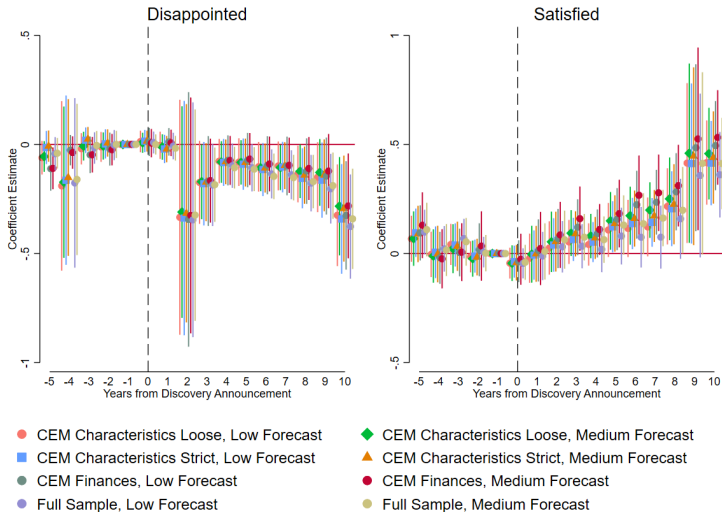 Disappointed
Satisfied
Coefficient Estimate
.5
0
-.5
-1
-5 -4 -3 -2 -1 0 1 2 3 4 5 6 7 8 9 10
Years from Discovery Announcement
Coefficient Estimate
1
.5
0
-.5
-5 -4 -3 -2 -1 0 1 2 3 4 5 6 7 8 9 10
Years from Discovery Announcement
CEM Characteristics Loose, Low Forecast
CEM Characteristics Loose, Medium Forecast
CEM Characteristics Strict, Low Forecast
CEM Characteristics Strict, Medium Forecast
CEM Finances, Low Forecast
CEM Finances, Medium Forecast
Full Sample, Low Forecast
Full Sample, Medium Forecast